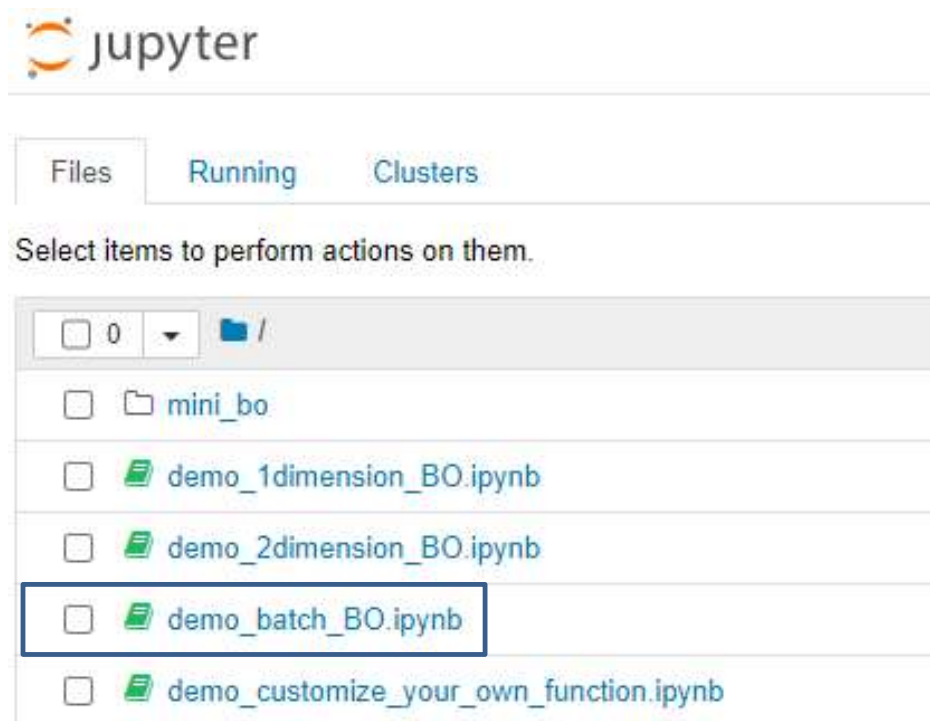 jupyter
Files Running Clusters
Select items to perform actions on them.
0 /
mini_bo
demo_1dimension_BO.ipynb
demo_2dimension_BO.ipynb
demo_batch_BO.ipynb
demo_customize_your_own_function.ipynb